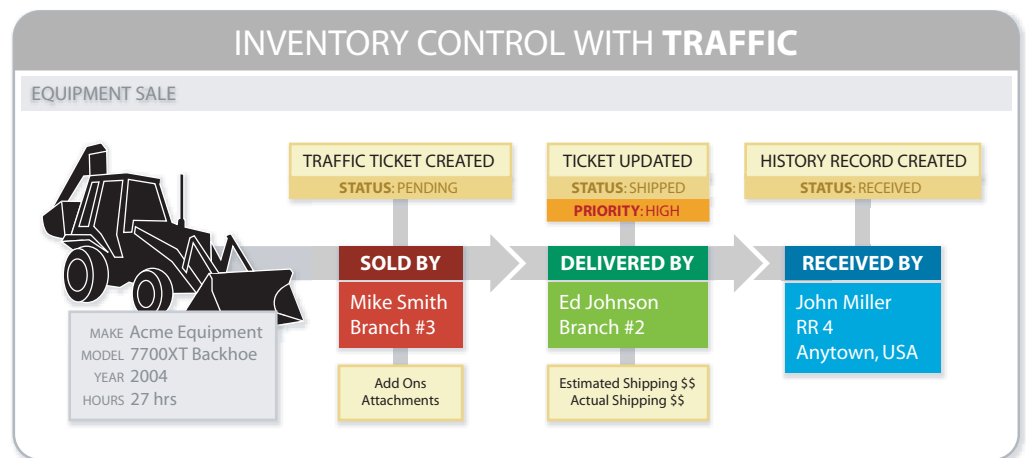 INVENTORY CONTROL WITH TRAFFIC
EQUIPMENT SALE
TRAFFIC TICKET CREATED
STATUS: PENDING
TICKET UPDATED
STATUS: SHIPPED
PRIORITY: HIGH
HISTORY RECORD CREATED
STATUS: RECEIVED
SOLD BY
Mike Smith
Branch #3
DELIVERED BY
Ed Johnson
Branch #2
RECEIVED BY
John Miller
RR 4
Anytown, USA
MAKE Acme Equipment
MODEL 7700XT Backhoe
YEAR 2004
HOURS 27 hrs
Add Ons
Attachments
Estimated Shipping $$
Actual Shipping $$